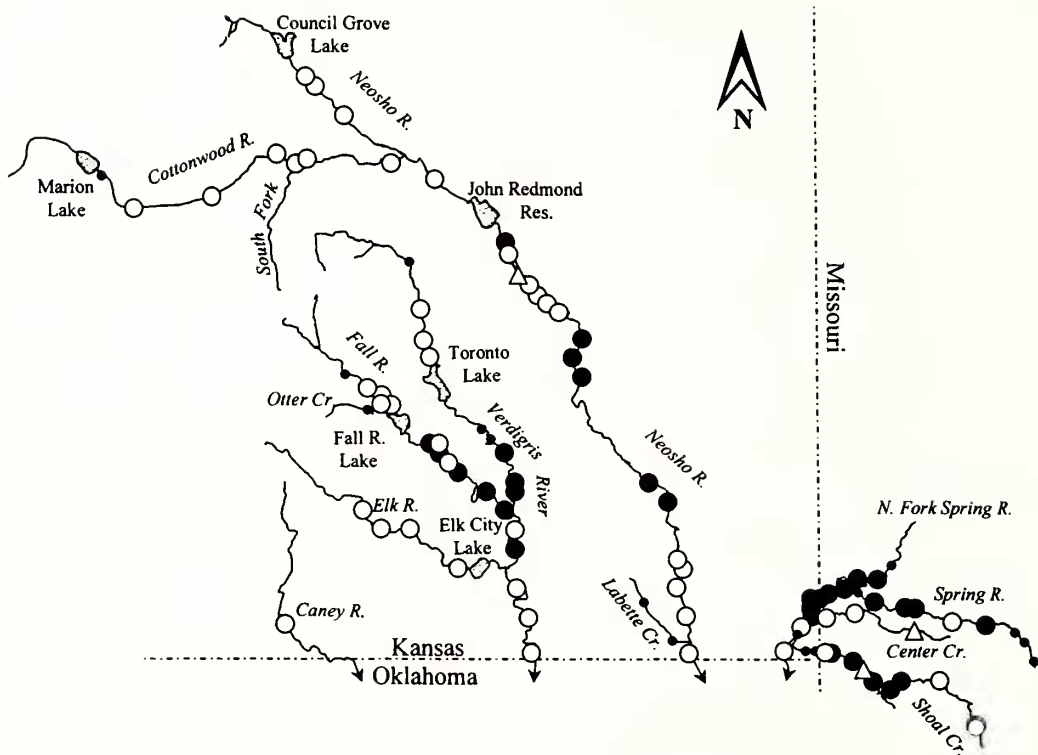 Council Grove
Lake
Neosho R.
N
Cottonwood R.
Marion
Lake
South Fork
John Redmond
Res.
Missouri
Fall R.
Toronto
Lake
Otter Cr.
Fall R.
Lake
Verdigris
River
Neosho R.
N. Fork Spring R.
Elk R.
Elk City
Lake
Spring R.
Labette Cr.
Caney R.
Center Cr.
Kansas
Oklahoma
Shoal Cr.